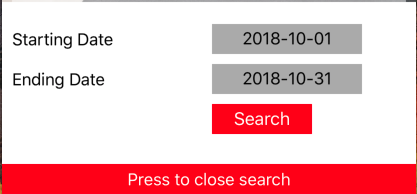 Starting Date 2018-10-01
Ending Date 2018-10-31
Search
Press to close search